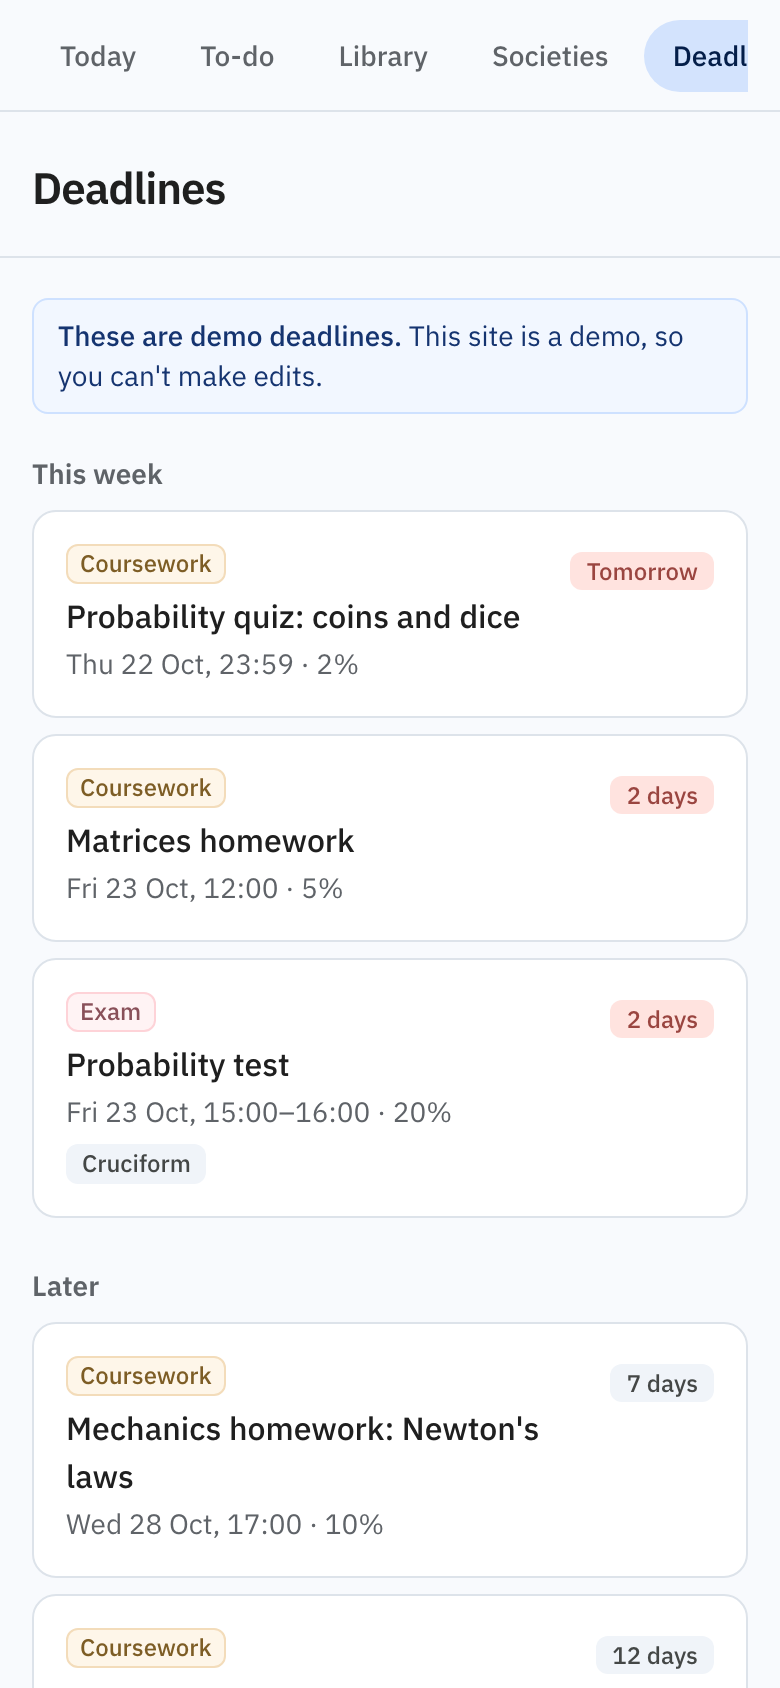 Today To-do Library Societies Deadl
Deadlines
These are demo deadlines. This site is a demo, so
you can't make edits.
This week
Coursework
Tomorrow
Probability quiz: coins and dice
Thu 22 Oct, 23:59 · 2%
Coursework
2 days
Matrices homework
Fri 23 Oct, 12:00 · 5%
Exam
2 days
Probability test
Fri 23 Oct, 15:00–16:00 · 20%
Cruciform
Later
Coursework
7 days
Mechanics homework: Newton's
laws
Wed 28 Oct, 17:00 · 10%
Coursework
12 days